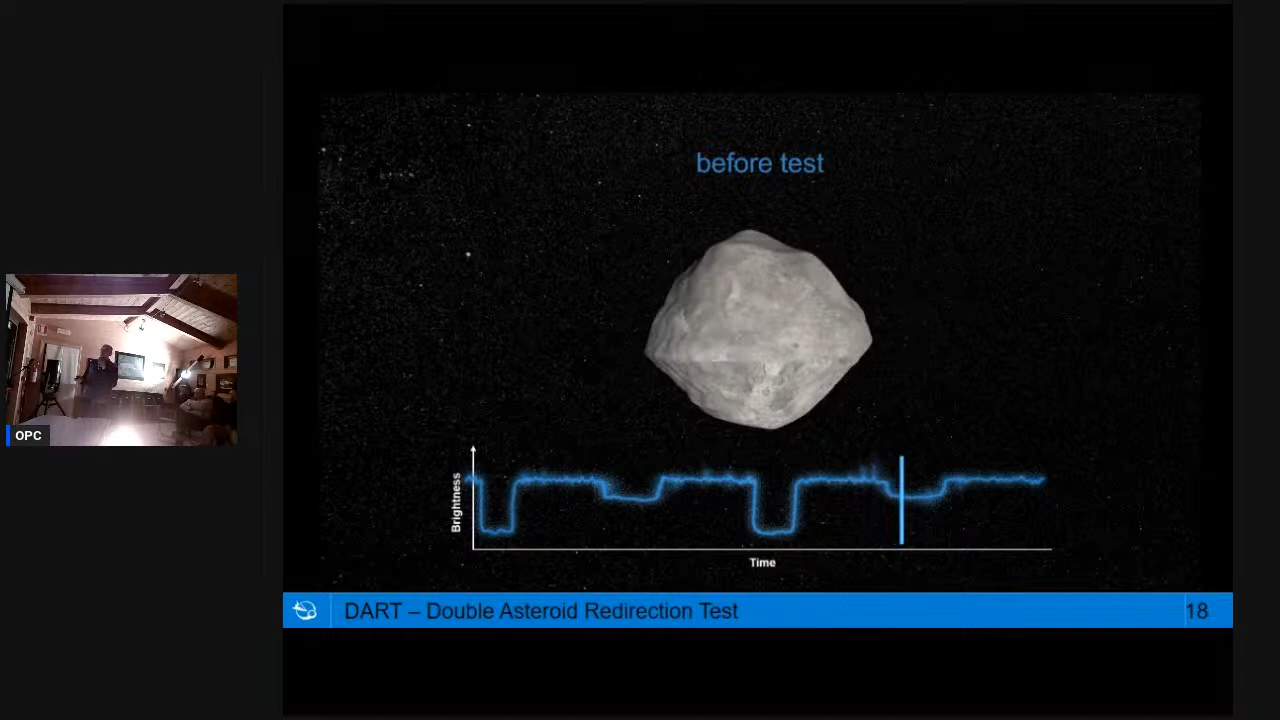 before test
Brightness
Time
OPC
DART – Double Asteroid Redirection Test
18